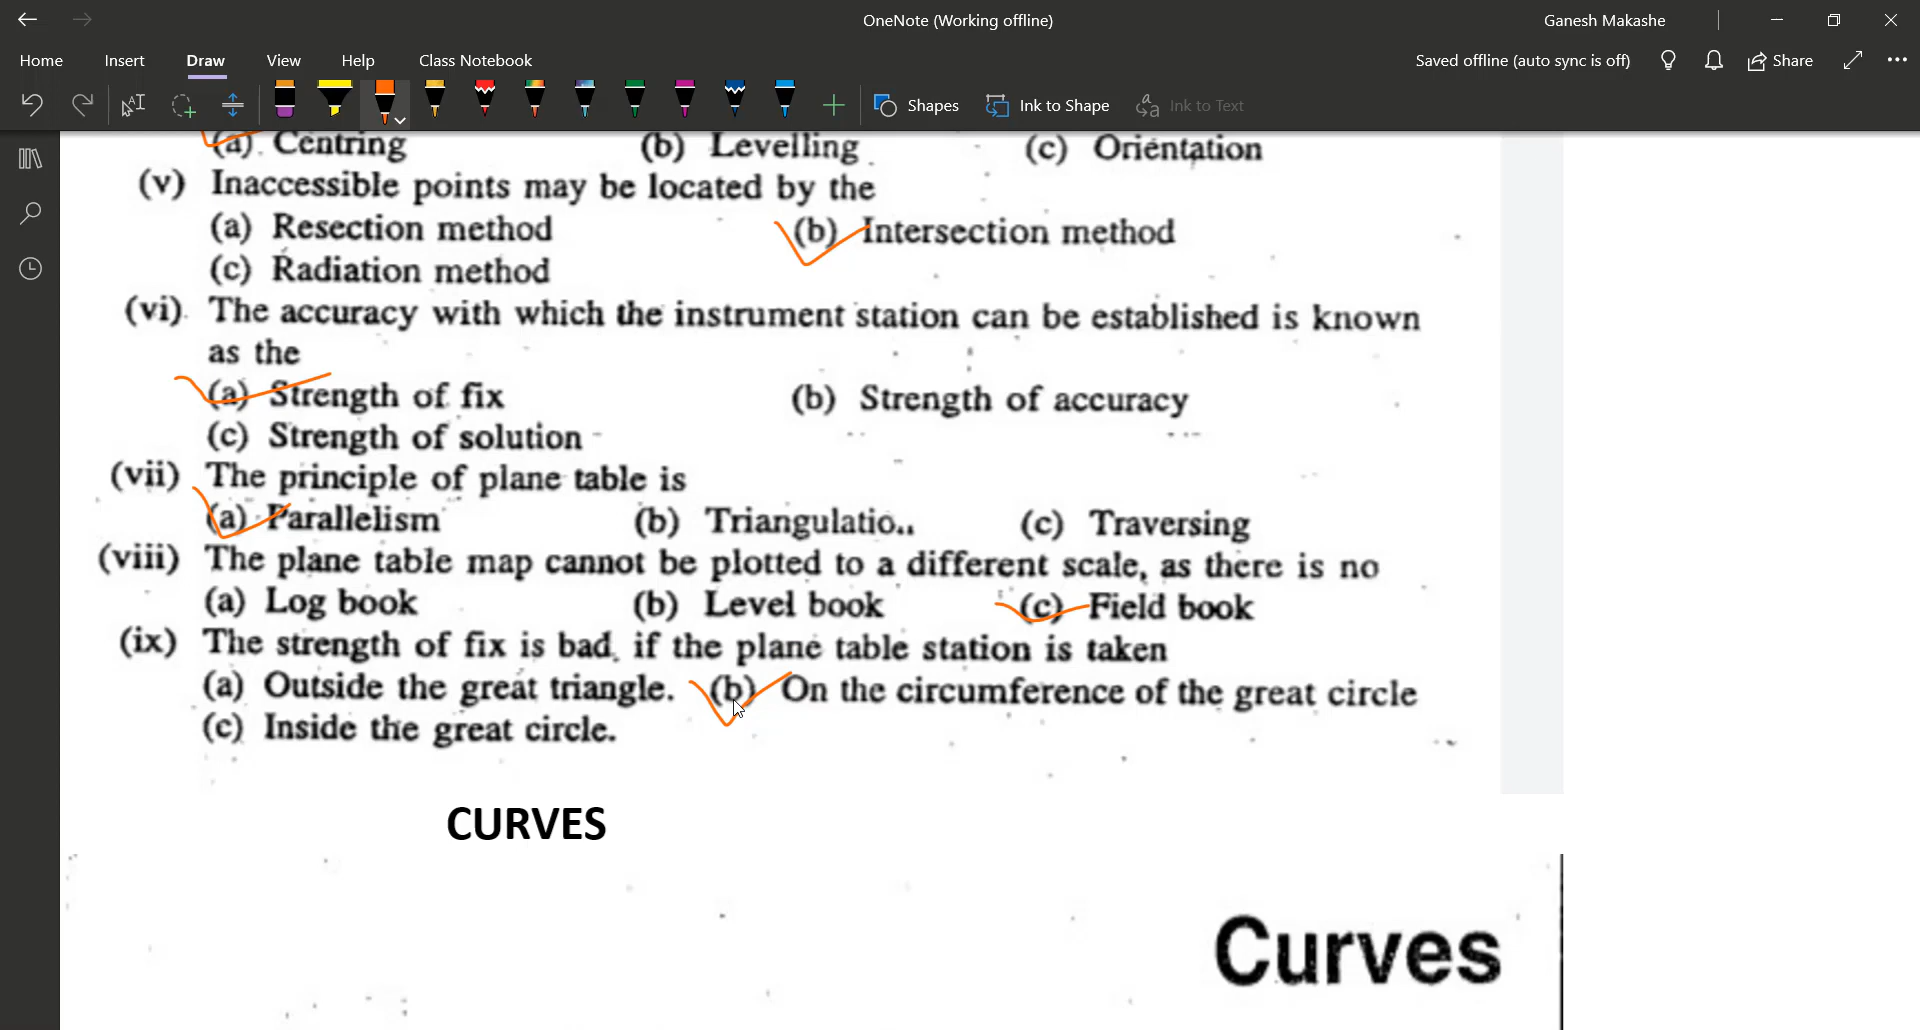 OneNote (Working offline)
Ganesh Makashe
Home Insert Draw View Help Class Notebook
Saved offline (auto sync is off) Share
Shapes Ink to Shape Ink to Text
(a) Centring (b) Levelling (c) Orientation
(v) Inaccessible points may be located by the
(a) Resection method (b) Intersection method
(c) Radiation method
(vi) The accuracy with which the instrument station can be established is known
as the
(a) Strength of fix (b) Strength of accuracy
(c) Strength of solution
(vii) The principle of plane table is
(a) Parallelism (b) Triangulatio.. (c) Traversing
(viii) The plane table map cannot be plotted to a different scale, as there is no
(a) Log book (b) Level book (c) Field book
(ix) The strength of fix is bad, if the plane table station is taken
(a) Outside the great triangle. (b) On the circumference of the great circle
(c) Inside the great circle.
CURVES
Curves